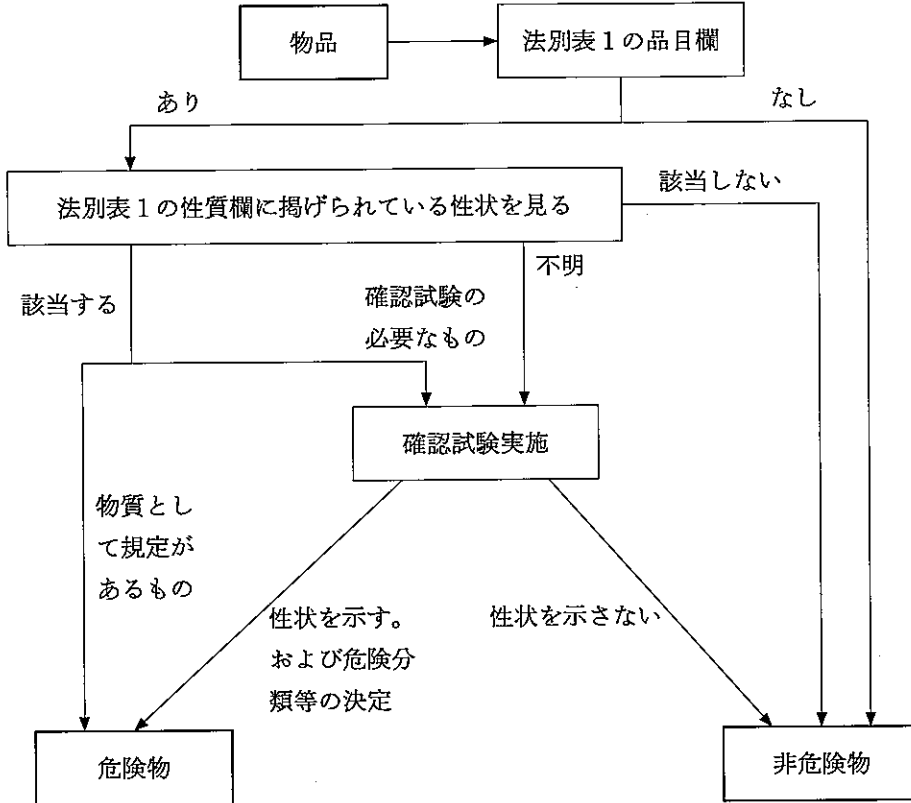 物品
法別表１の品目欄
あり
なし
法別表１の性質欄に掲げられている性状を見る
該当しない
該当する
不明
確認試験の
必要なもの
確認試験実施
物質とし
て規定が
あるもの
性状を示す。
および危険分
類等の決定
性状を示さない
危険物
非危険物